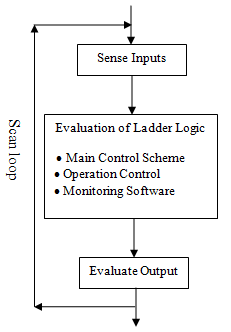 Sense Inputs
Evaluation of Ladder Logic
● Main Control Scheme
● Operation Control
● Monitoring Software
Evaluate Output
Scan loop